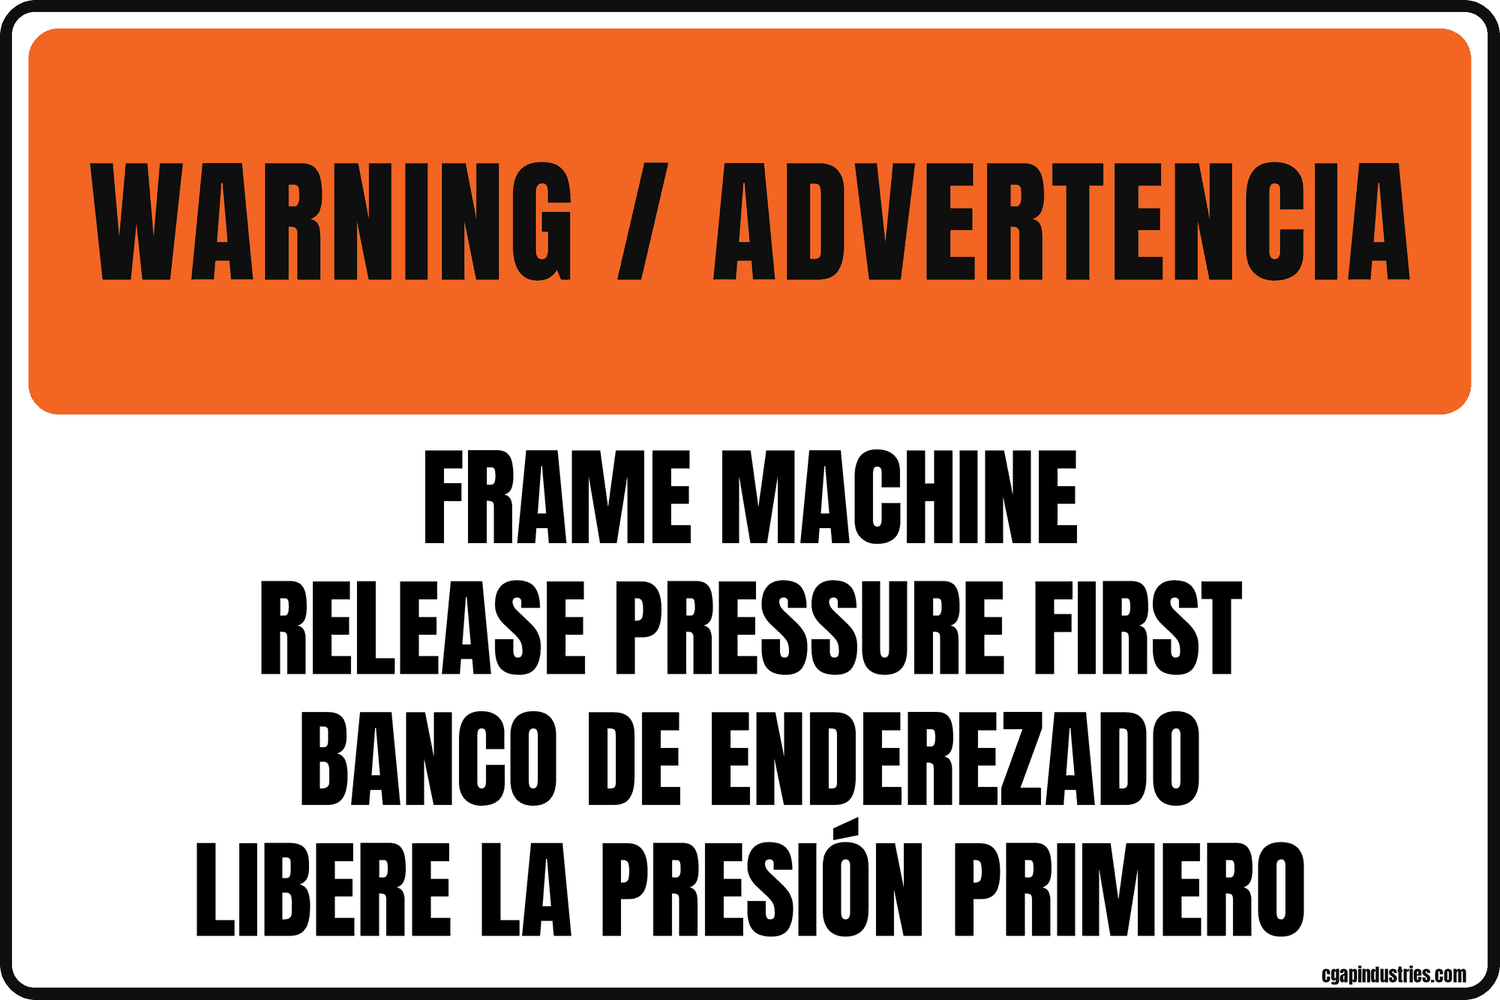 WARNING / ADVERTENCIA
FRAME MACHINE
RELEASE PRESSURE FIRST
BANCO DE ENDEREZADO
LIBERE LA PRESIÓN PRIMERO
cgapindustries.com